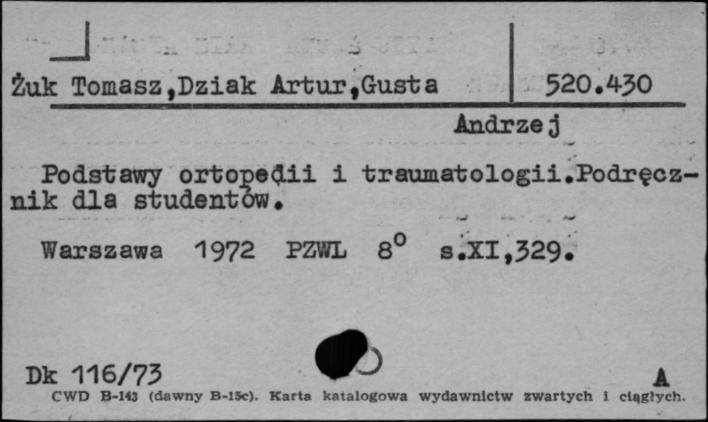 Żuk Tomasz,Dziak Artur,Gusta 520.430
Andrzej
Podstawy ortopedii i traumatologii.Podręcz-
nik dla studentów.
Warszawa 1972 PZWL 8° s.XI,329.
Dk 116/73 A
CWD B-143 (dawny B-15c). Karta katalogowa wydawnictw zwartych i ciągłych.